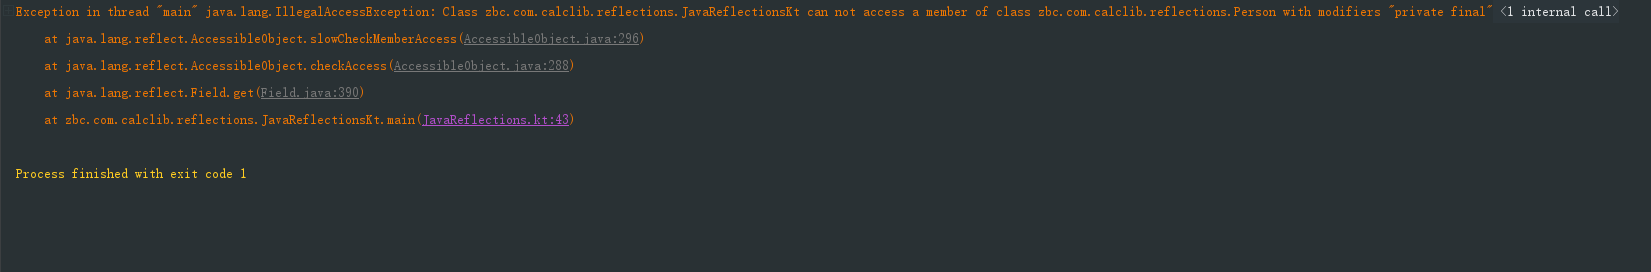 Exception in thread "main" java.lang.IllegalAccessException: Class zbc.com.calclib.reflections.JavaReflectionsKt can not access a member of class zbc.com.calclib.reflections.Person with modifiers "private final" <1 internal call>
at java.lang.reflect.AccessibleObject.slowCheckMemberAccess(AccessibleObject.java:296)
at java.lang.reflect.AccessibleObject.checkAccess(AccessibleObject.java:288)
at java.lang.reflect.Field.get(Field.java:390)
at zbc.com.calclib.reflections.JavaReflectionsKt.main(JavaReflections.kt:43)
Process finished with exit code 1